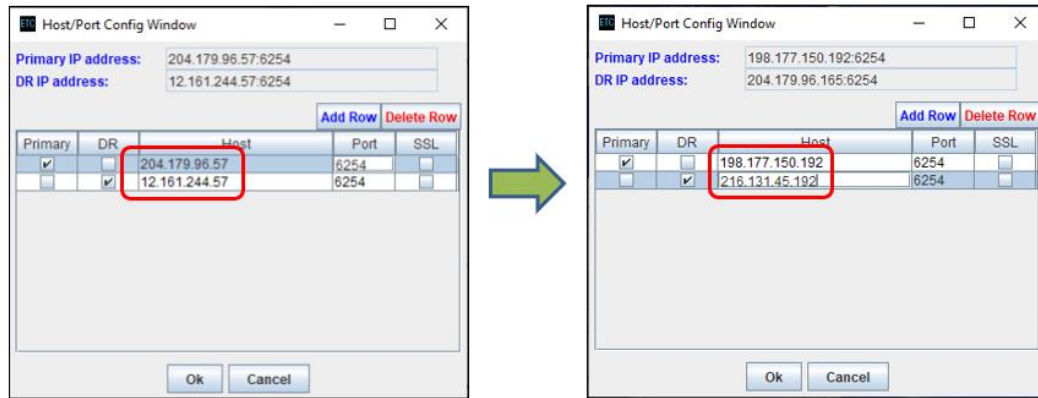 ETC Host/Port Config Window
Primary IP address: 204.179.96.57:6254
DR IP address: 12.161.244.57:6254
Add Row Delete Row
Primary DR Host Port SSL
204.179.96.57 6254
12.161.244.57 6254
Ok Cancel
ETC Host/Port Config Window
Primary IP address: 198.177.150.192:6254
DR IP address: 204.179.96.165:6254
Add Row Delete Row
Primary DR Host Port SSL
198.177.150.192 6254
216.131.45.192 6254
Ok Cancel